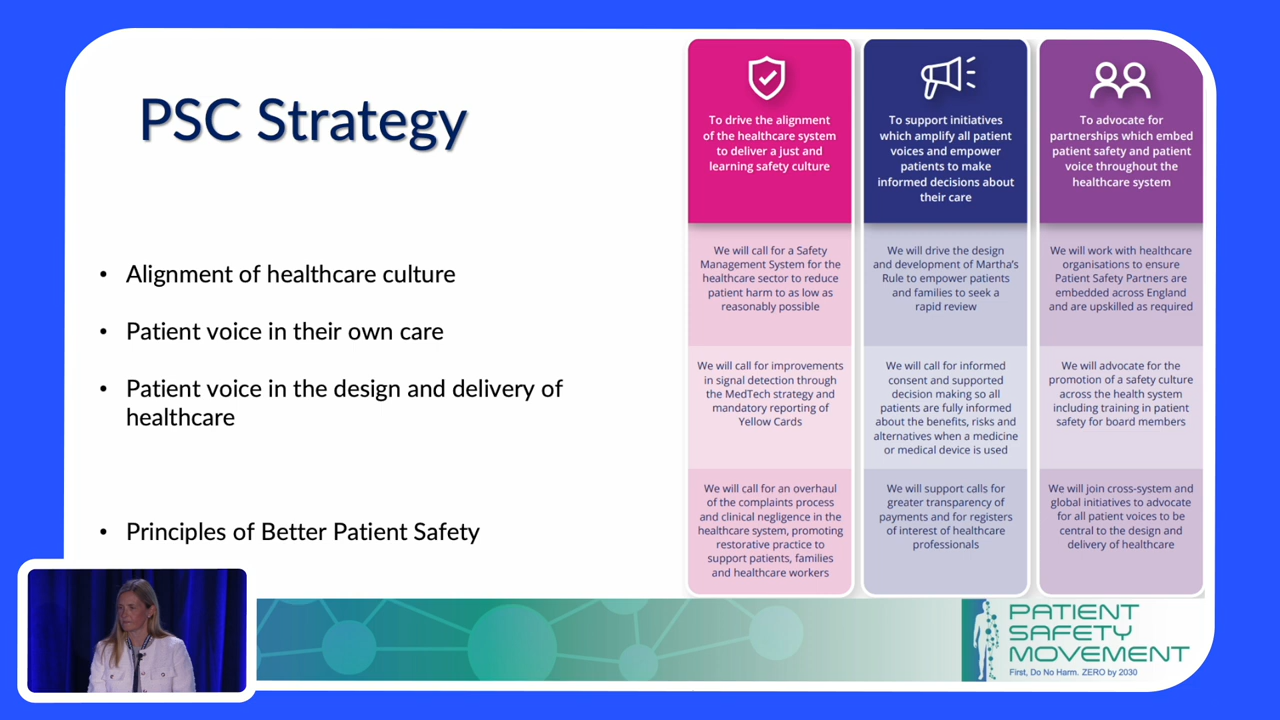 PSC Strategy
• Alignment of healthcare culture
• Patient voice in their own care
• Patient voice in the design and delivery of
healthcare
• Principles of Better Patient Safety
To drive the alignment
of the healthcare system
to deliver a just and
learning safety culture
We will call for a Safety
Management System for the
healthcare sector to reduce
patient harm to as low as
reasonably possible
We will call for improvements
in signal detection through
the MedTech strategy and
mandatory reporting of
Yellow Cards
We will call for an overhaul
of the complaints process
and clinical negligence in the
healthcare system, promoting
restorative practice to
support patients, families
and healthcare workers
To support initiatives
which amplify all patient
voices and empower
patients to make
informed decisions about
their care
We will drive the design
and development of Martha's
Rule to empower patients
and families to seek a
rapid review
We will call for informed
consent and supported
decision making so all
patients are fully informed
about the benefits, risks and
alternatives when a medicine
or medical device is used
We will support calls for
greater transparency of
payments and for registers
of interest of healthcare
professionals
To advocate for
partnerships which embed
patient safety and patient
voice throughout the
healthcare system
We will work with healthcare
organisations to ensure
Patient Safety Partners are
embedded across England
and are upskilled as required
We will advocate for the
promotion of a safety culture
across the health system
including training in patient
safety for board members
We will join cross-system and
global initiatives to advocate
for all patient voices to be
central to the design and
delivery of healthcare
PATIENT
SAFETY
MOVEMENT
First, Do No Harm. ZERO by 2030